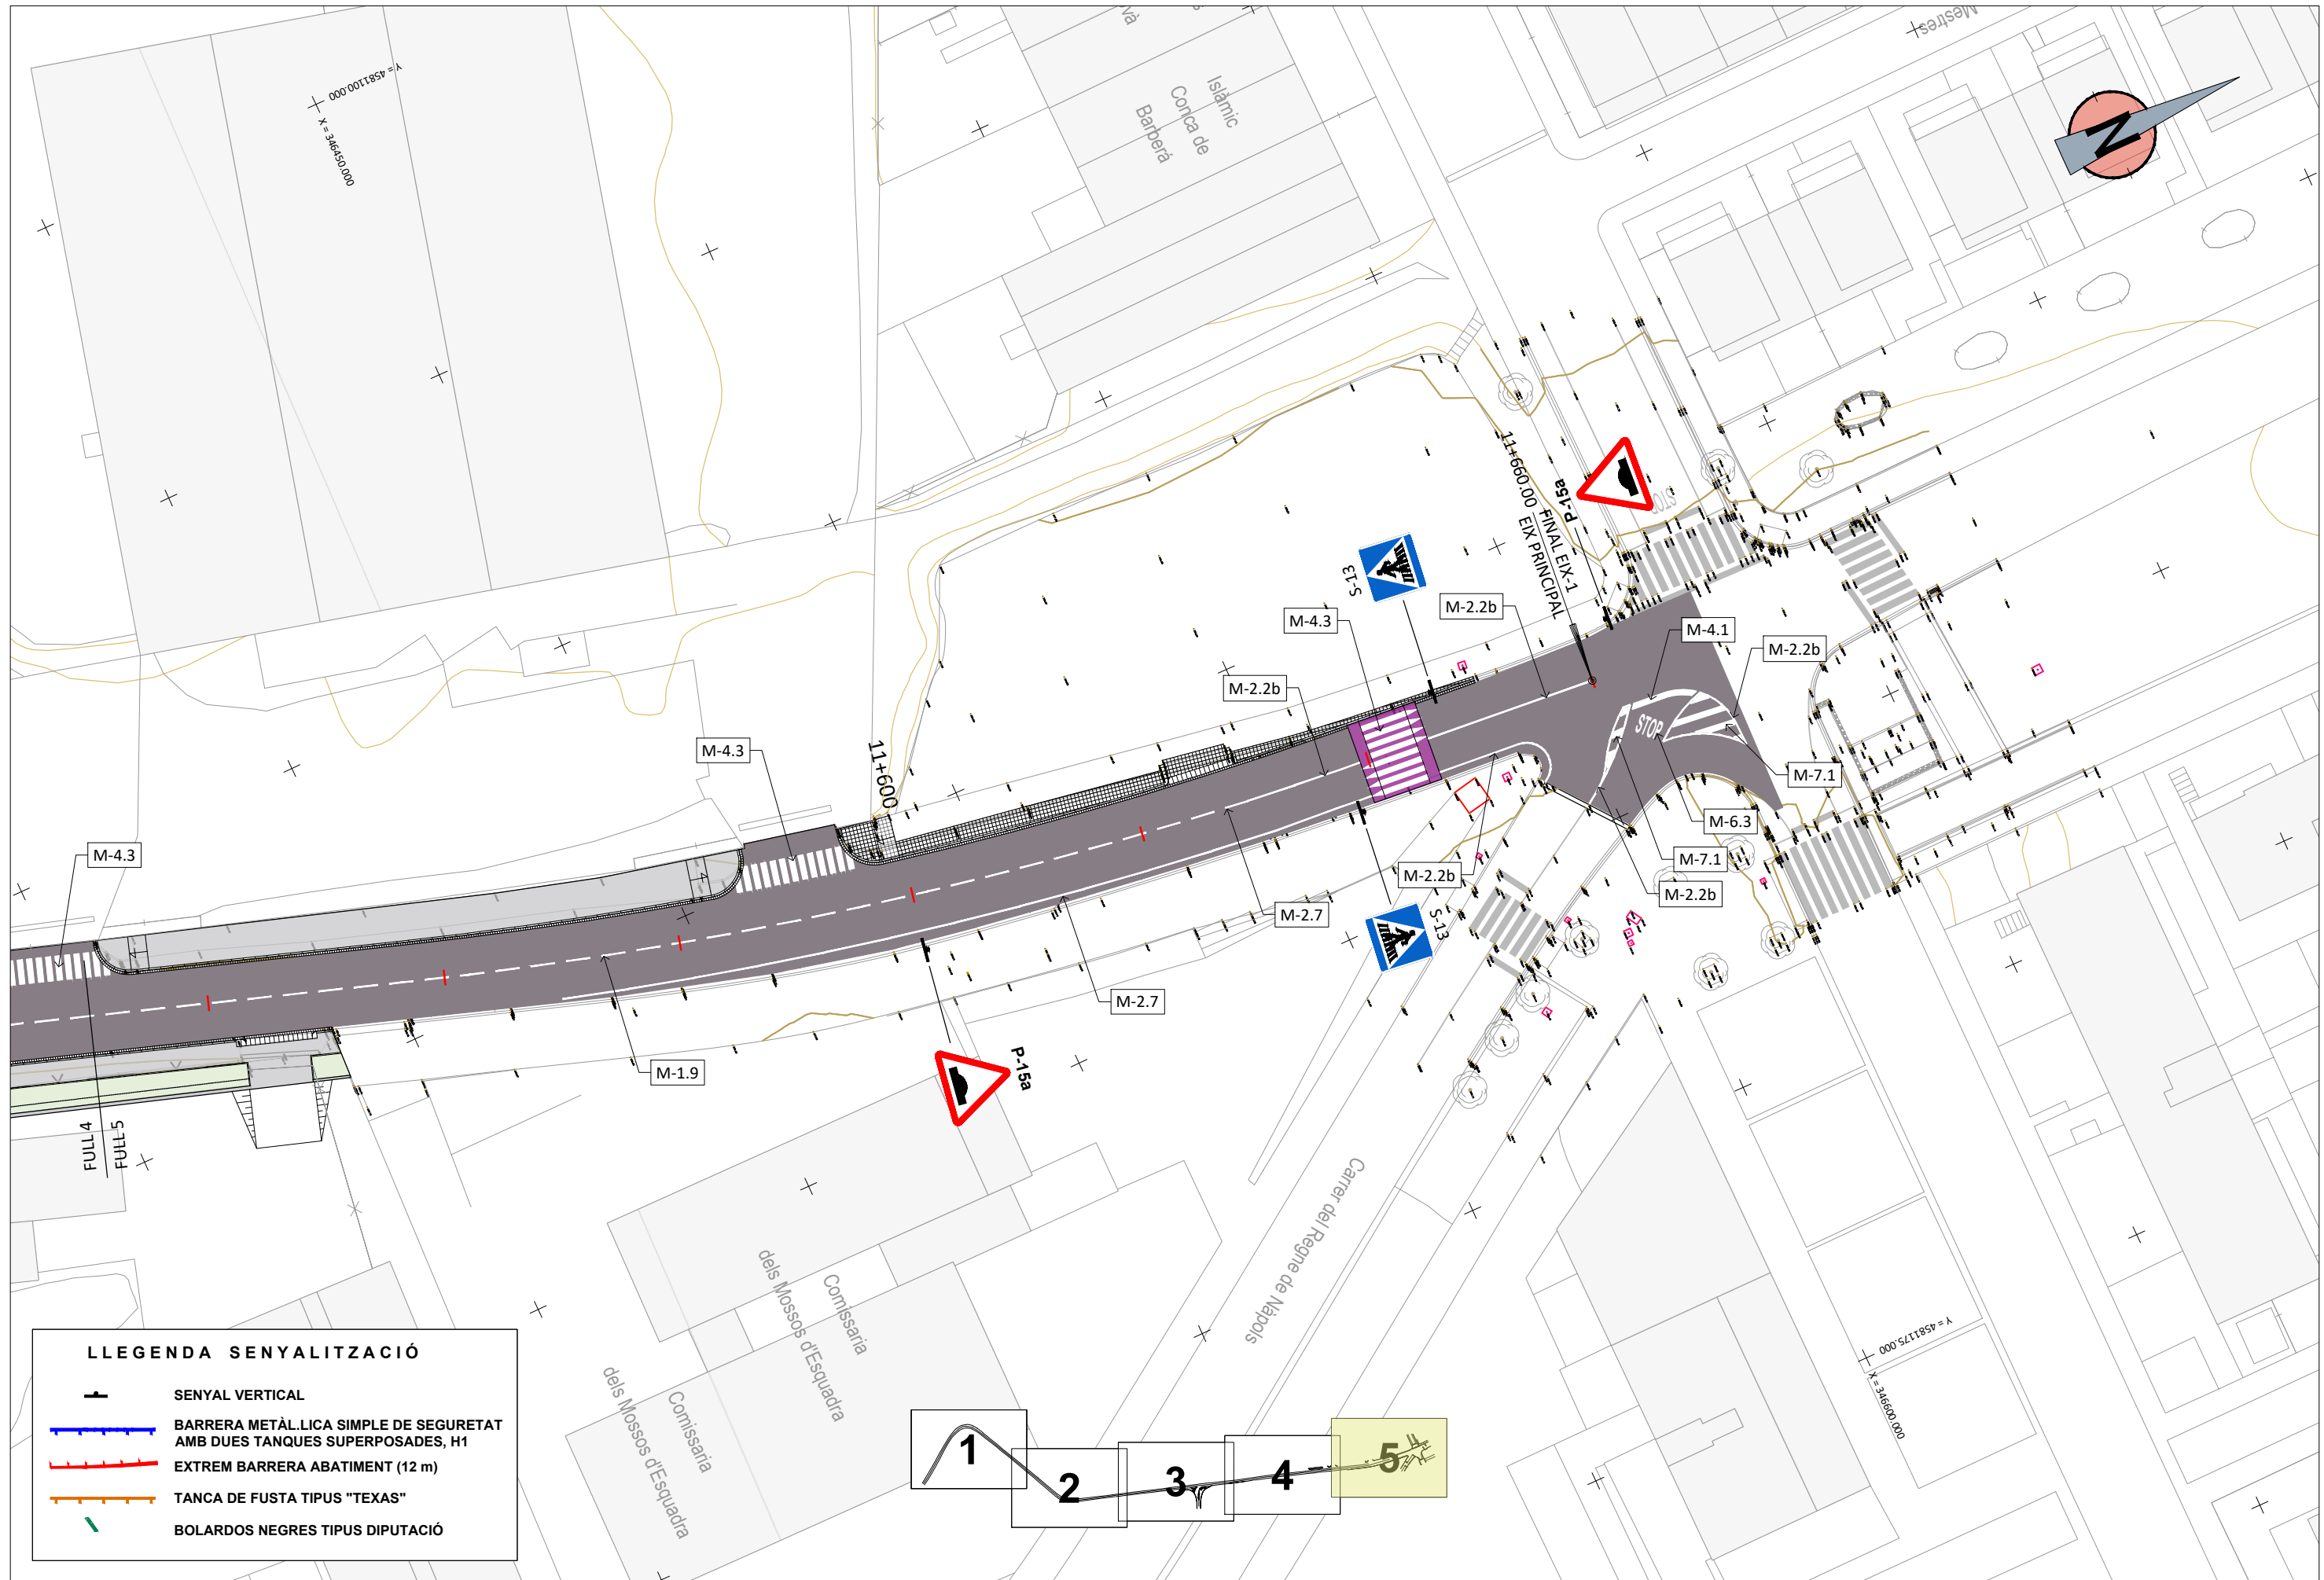 Mestres
Y = 4581100.000
X = 346450.000
Islàmic
Conca de
Barberá
N
STOP
P-15a
11+660.00
FINAL EIX-1
EIX PRINCIPAL
S-13
M-2.2b
M-4.3
M-4.1
M-2.2b
M-2.2b
STOP
M-4.3
11+600
M-7.1
M-6.3
M-4.3
M-7.1
M-2.2b
M-2.2b
M-2.7
S-13
M-2.7
M-1.9
P-15a
FULL 4
FULL 5
Carrer del Regne de Nàpols
Comissaria
dels Mossos d'Esquadra
Comissaria
dels Mossos d'Esquadra
Y = 4581175.000
X = 346600.000
LLEGENDA SENYALITZACIÓ
SENYAL VERTICAL
BARRERA METÀL.LICA SIMPLE DE SEGURETAT
AMB DUES TANQUES SUPERPOSADES, H1
EXTREM BARRERA ABATIMENT (12 m)
TANCA DE FUSTA TIPUS "TEXAS"
BOLARDOS NEGRES TIPUS DIPUTACIÓ
1
2
3
4
5